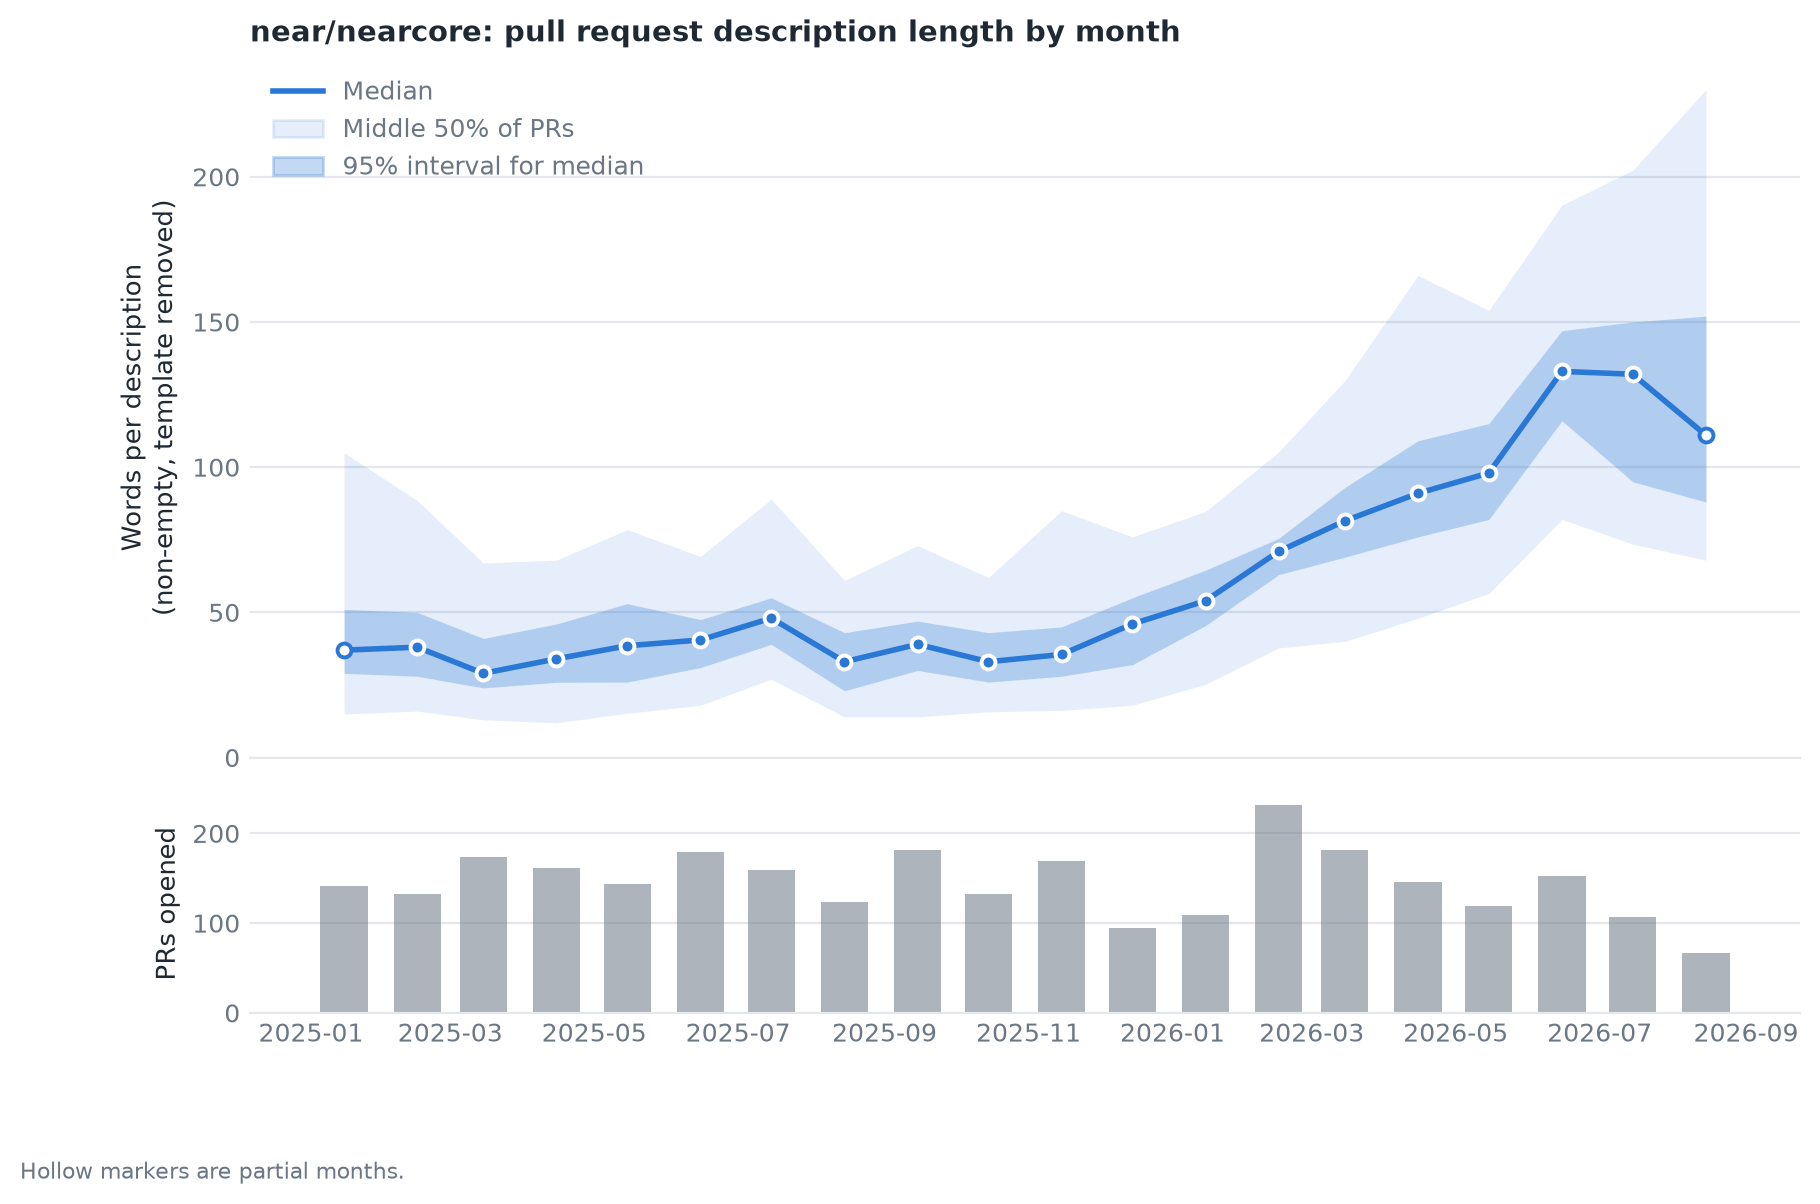 near/nearcore: pull request description length by month
Median
Middle 50% of PRs
95% interval for median
Words per description
(non-empty, template removed)
200
150
100
50
0
PRs opened
200
100
0
2025-01 2025-03 2025-05 2025-07 2025-09 2025-11 2026-01 2026-03 2026-05 2026-07 2026-09
Hollow markers are partial months.